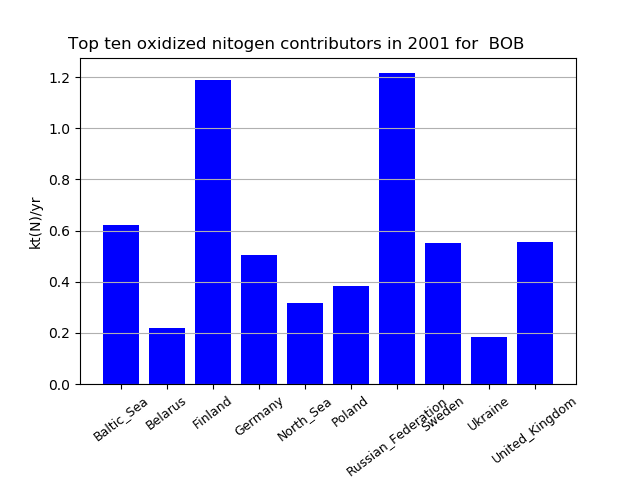 Top ten oxidized nitogen contributors in 2001 for  BOB
kt(N)/yr
1.2
1.0
0.8
0.6
0.4
0.2
0.0
Baltic_Sea
Belarus
Finland
Germany
North_Sea
Poland
Russian_Federation
Sweden
Ukraine
United_Kingdom